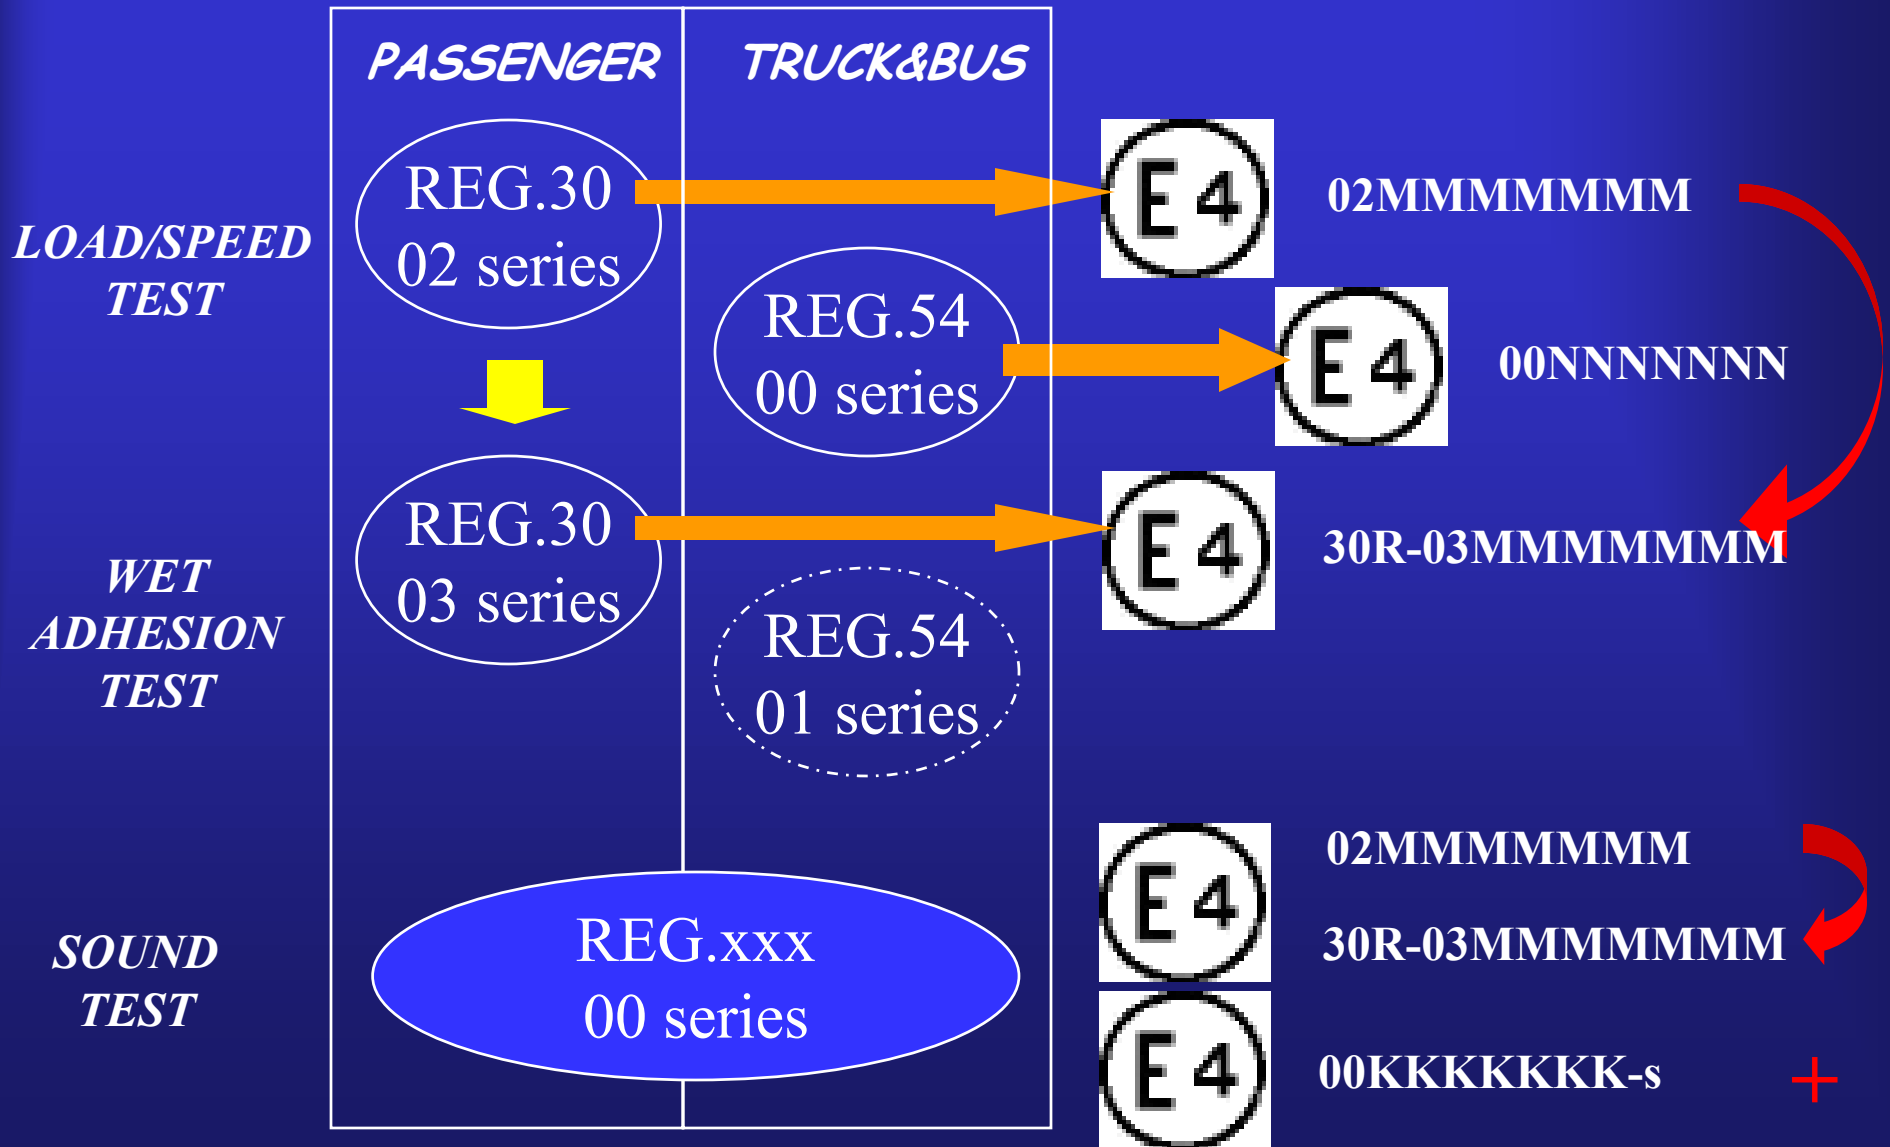 PASSENGER
TRUCK&BUS
LOAD/SPEED
TEST
REG.30
02 series
E 4
02MMMMMMM
REG.54
00 series
E 4
00NNNNNNN
WET
ADHESION
TEST
REG.30
03 series
E 4
30R-03MMMMMMM
REG.54
01 series
SOUND
TEST
REG.xxx
00 series
E 4
02MMMMMMM
30R-03MMMMMMM
E 4
00KKKKKKK-s
+